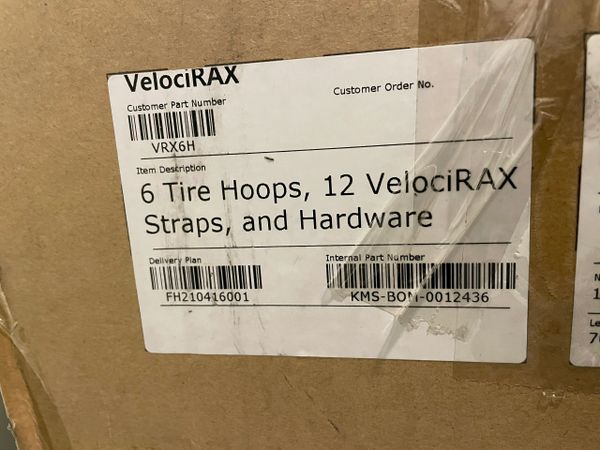 VelociRAX
Customer Part Number
Customer Order No.
VRX6H
Item Description
6 Tire Hoops, 12 VelociRAX
Straps, and Hardware
Delivery Plan
Internal Part Number
FH210416001
KMS-BOM-0012436